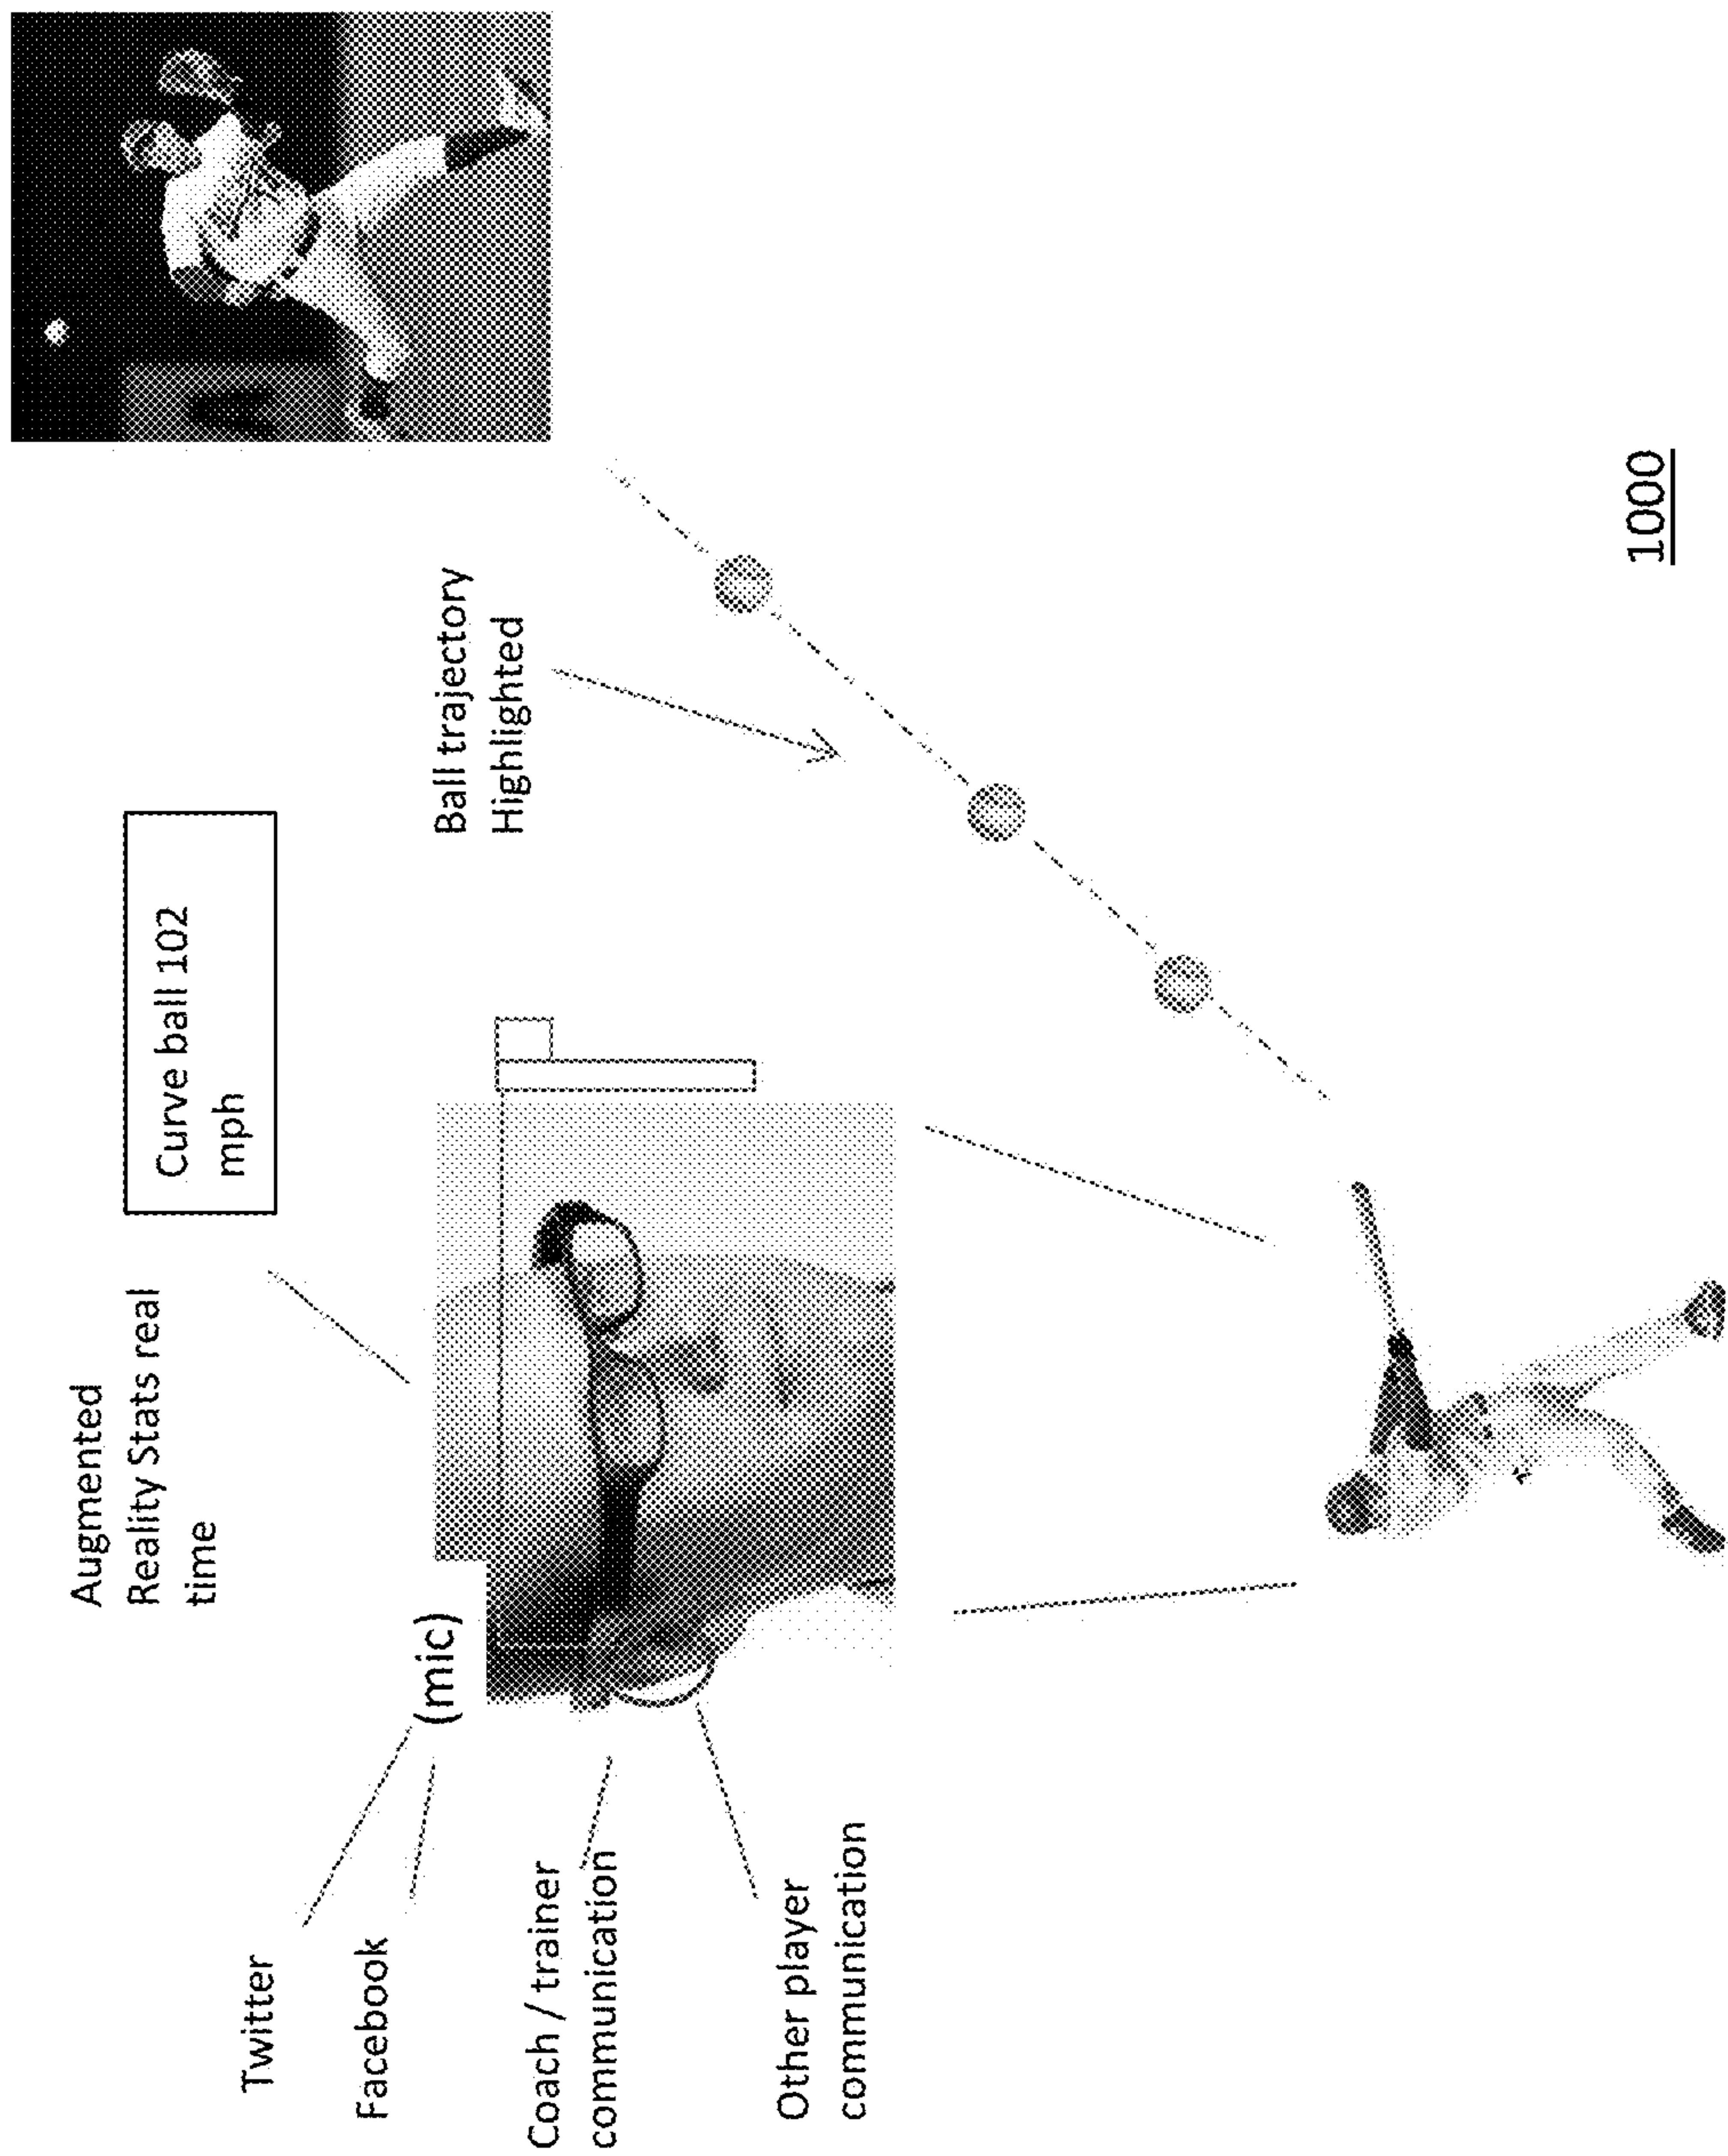 Augmented
Reality Stats real
time
Curve ball 102
mph
Twitter
Facebook
(mic)
Coach / trainer
communication
Other player
communication
Ball trajectory
Highlighted
1000